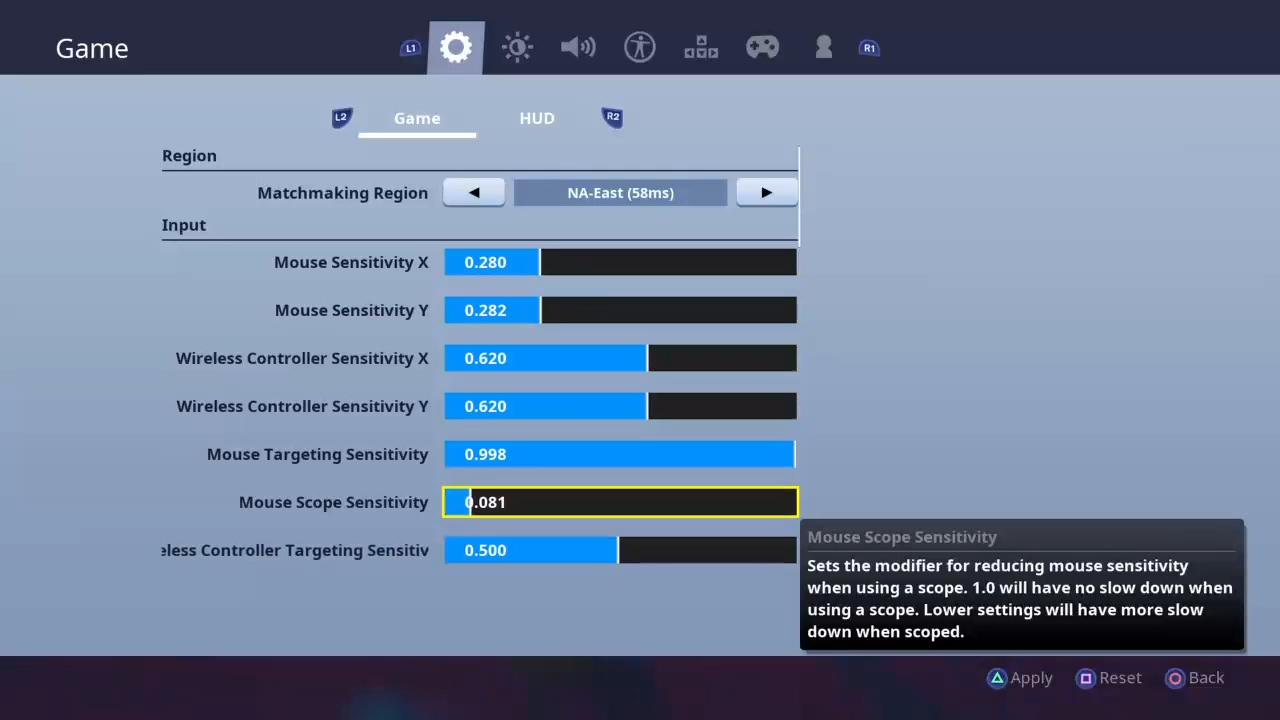 Game
L1
R1
L2
Game
HUD
R2
Region
Matchmaking Region
NA-East (58ms)
Input
Mouse Sensitivity X
0.280
Mouse Sensitivity Y
0.282
Wireless Controller Sensitivity X
0.620
Wireless Controller Sensitivity Y
0.620
Mouse Targeting Sensitivity
0.998
Mouse Scope Sensitivity
0.081
eless Controller Targeting Sensitiv
0.500
Mouse Scope Sensitivity
Sets the modifier for reducing mouse sensitivity
when using a scope. 1.0 will have no slow down when
using a scope. Lower settings will have more slow
down when scoped.
Apply
Reset
Back